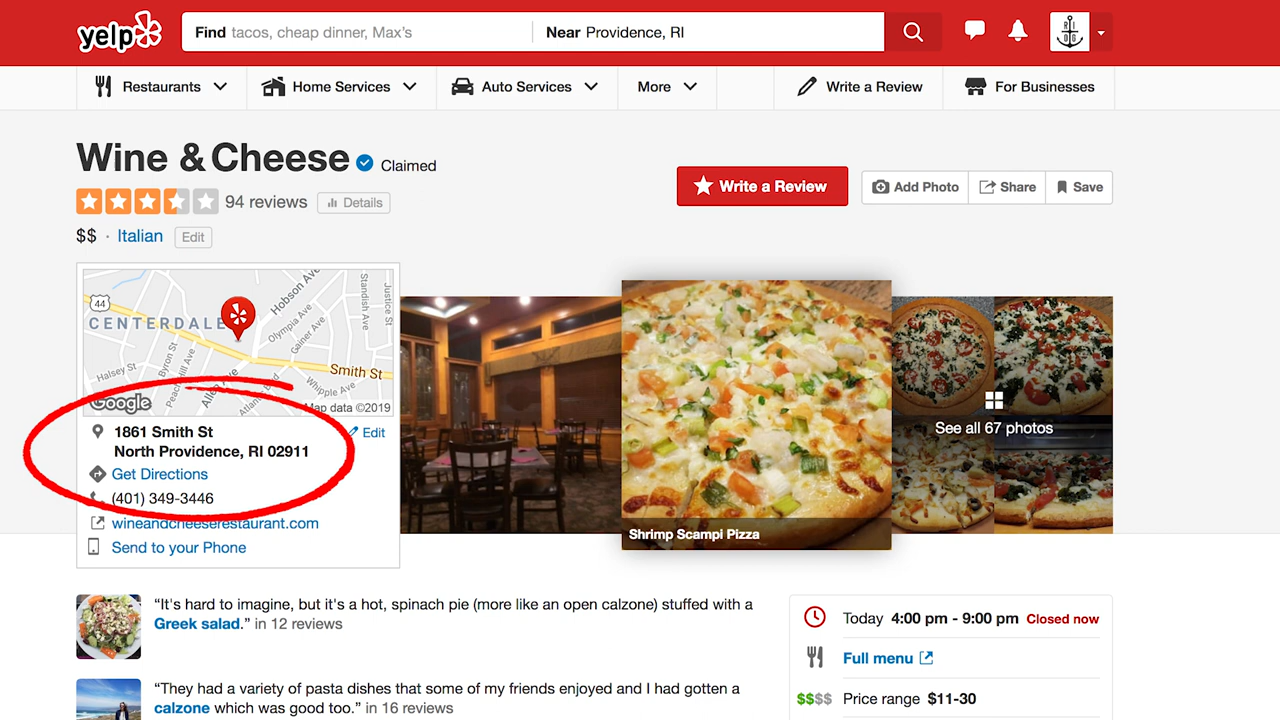 yelp
Find tacos, cheap dinner, Max's
Near Providence, RI
RI
DG
Restaurants
Home Services
Auto Services
More
Write a Review
For Businesses
Wine & Cheese
Claimed
94 reviews
Details
Write a Review
Add Photo
Share
Save
$$ · Italian
Edit
44
CENTERDALE
Hobson Ave
Olympia Ave
Gainer Ave
Standish Ave
Justice St
Smith St
Halsey St
Byron St
Allen Ave
Whipple Ave
Google
Map data ©2019
1861 Smith St
North Providence, RI 02911
Edit
Get Directions
(401) 349-3446
wineandcheeserestaurant.com
Send to your Phone
Shrimp Scampi Pizza
See all 67 photos
“It's hard to imagine, but it's a hot, spinach pie (more like an open calzone) stuffed with a
Greek salad.” in 12 reviews
“They had a variety of pasta dishes that some of my friends enjoyed and I had gotten a
calzone which was good too.” in 16 reviews
Today 4:00 pm - 9:00 pm Closed now
Full menu
$$$$ Price range $11-30